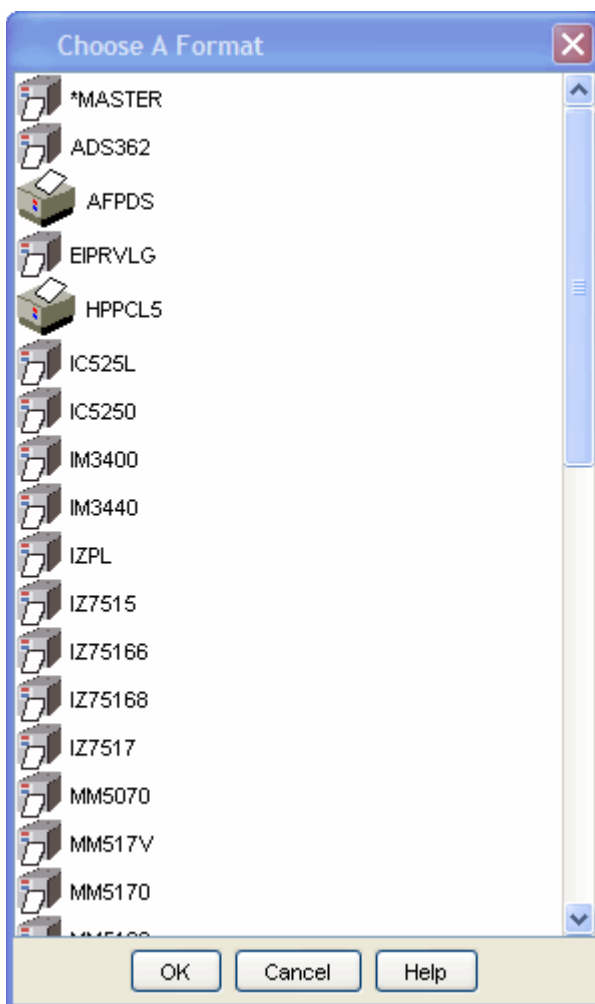 Choose A Format
*MASTER
ADS362
AFPDS
EIPRVLG
HPPCL5
IC525L
IC5250
IM3400
IM3440
IZPL
IZ7515
IZ75166
IZ75168
IZ7517
MM5070
MM517V
MM5170
OK Cancel Help